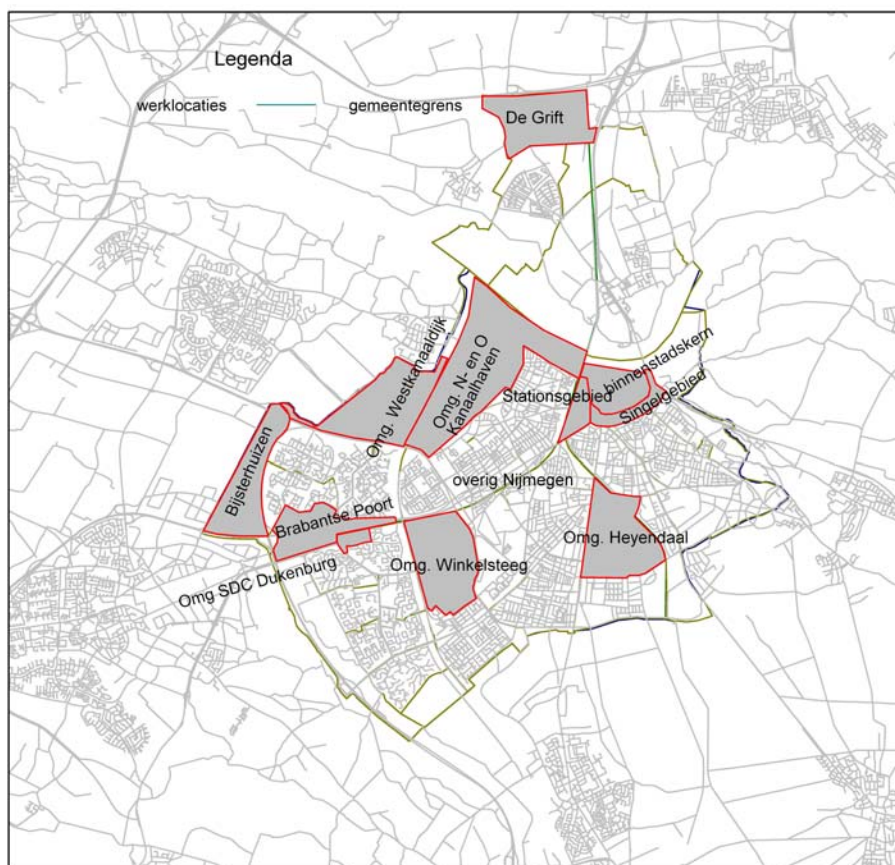 Legenda
werklocaties
gemeentegrens
De Grift
Omg. Westkanaaldijk
Omg. N- en O
Kanaalhaven
Stationsgebied
binnenstadskern
Singelgebied
Bijsterhuizen
overig Nijmegen
Brabantse Poort
Omg. Heyendaal
Omg. Winkelsteeg
Omg SDC Dukenburg